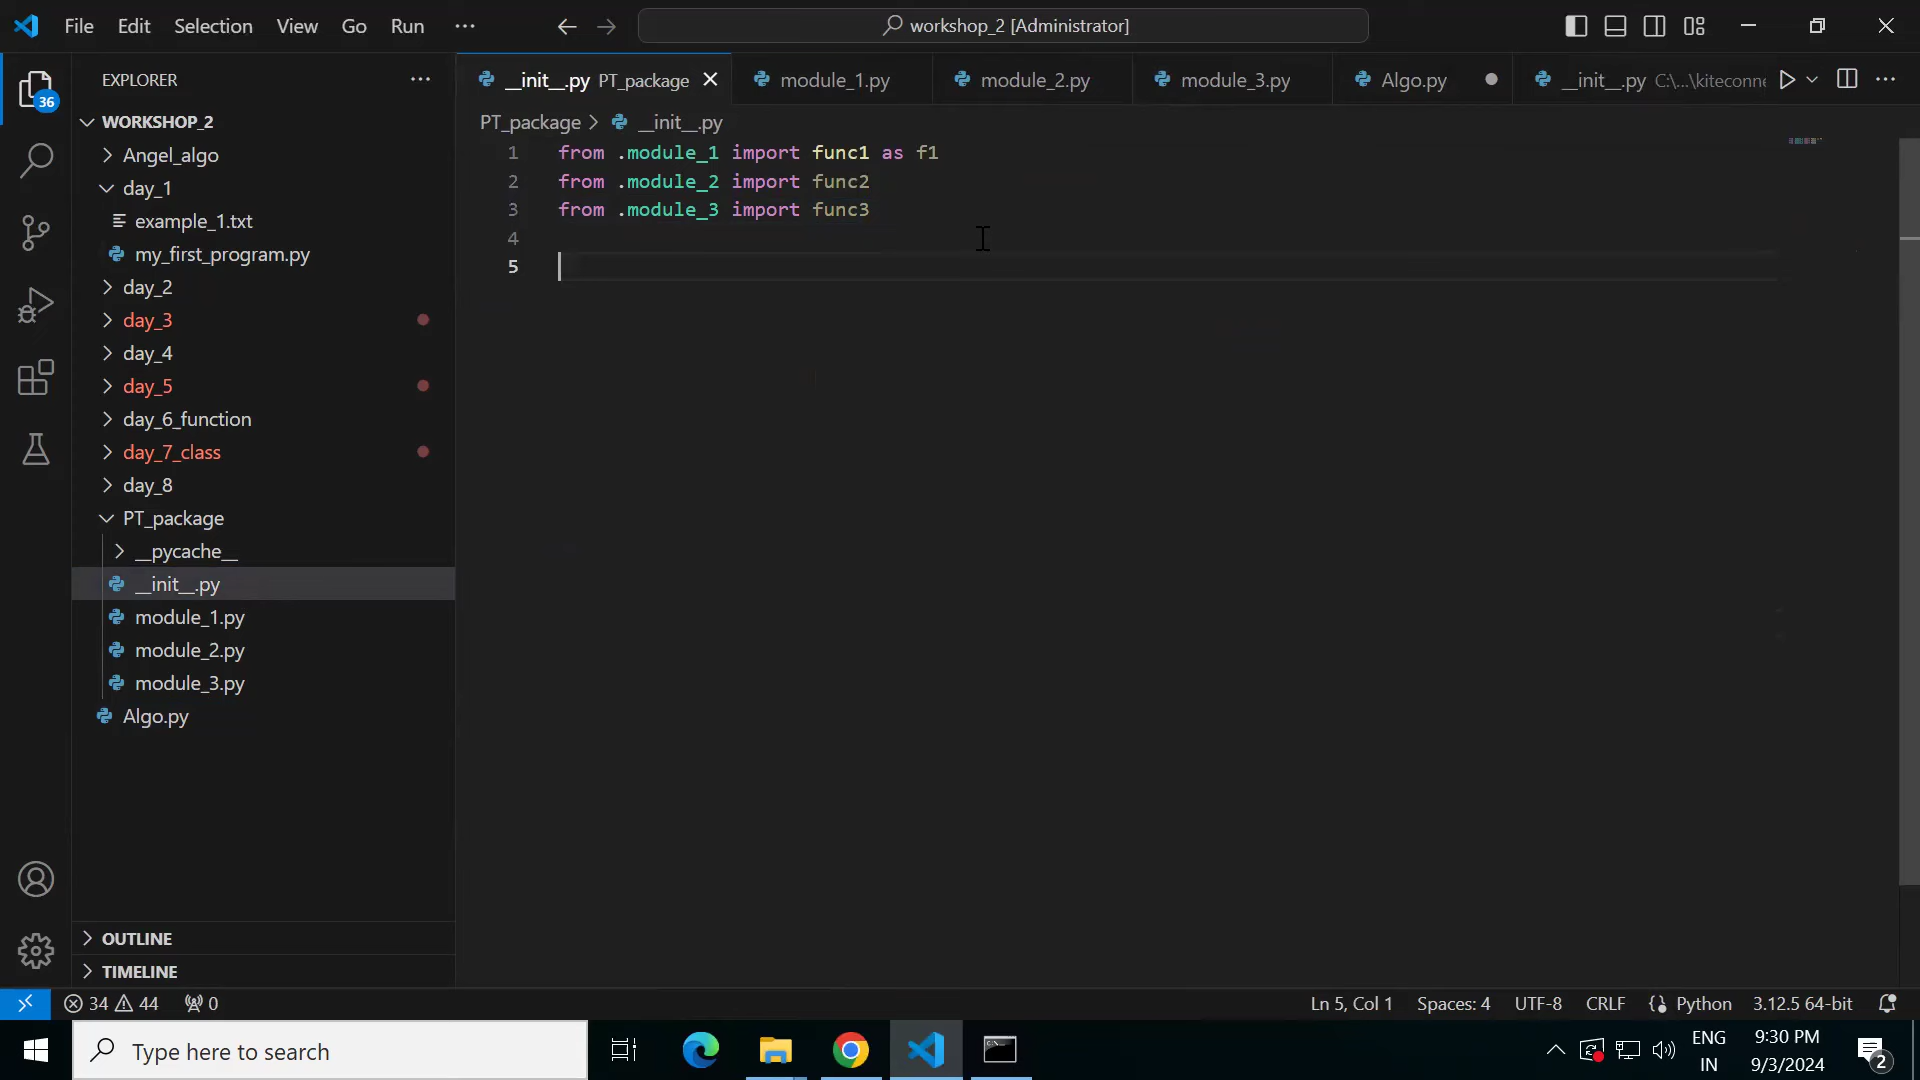 File Edit Selection View Go Run ···
workshop_2 [Administrator]
EXPLORER ···
36
WORKSHOP_2
Angel_algo
day_1
example_1.txt
my_first_program.py
day_2
day_3
day_4
day_5
day_6_function
day_7_class
day_8
PT_package
__pycache__
__init__.py
module_1.py
module_2.py
module_3.py
Algo.py
OUTLINE
TIMELINE
__init__.py PT_package module_1.py module_2.py module_3.py Algo.py __init__.py C:\...\kiteconne
PT_package > __init__.py
1 from .module_1 import func1 as f1
2 from .module_2 import func2
3 from .module_3 import func3
4
5
34 44 0
Ln 5, Col 1 Spaces: 4 UTF-8 CRLF Python 3.12.5 64-bit
Type here to search
ENG
IN
9:30 PM
9/3/2024
2